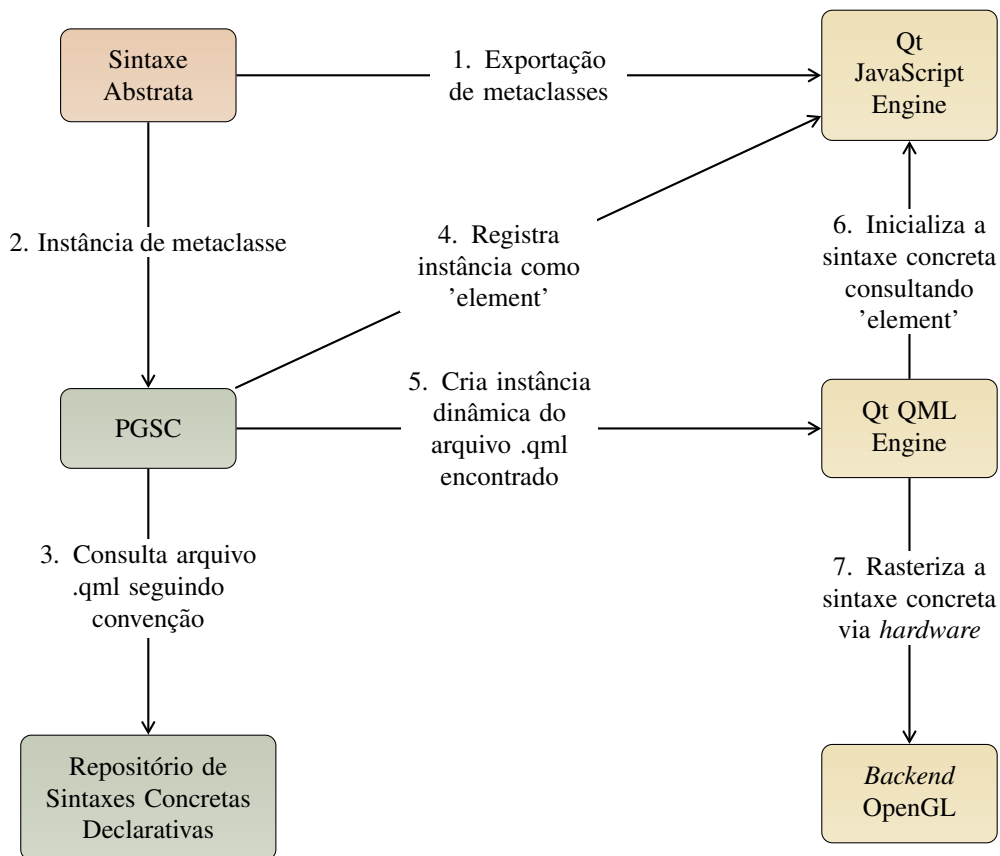 Sintaxe
Abstrata
1. Exportação
de metaclasses
Qt
JavaScript
Engine
2. Instância de metaclasse
4. Registra
instância como
’element’
6. Inicializa a
sintaxe concreta
consultando
’element’
PGSC
5. Cria instância
dinâmica do
arquivo .qml
encontrado
Qt QML
Engine
3. Consulta arquivo
.qml seguindo
convenção
7. Rasteriza a
sintaxe concreta
via hardware
Repositório de
Sintaxes Concretas
Declarativas
Backend
OpenGL